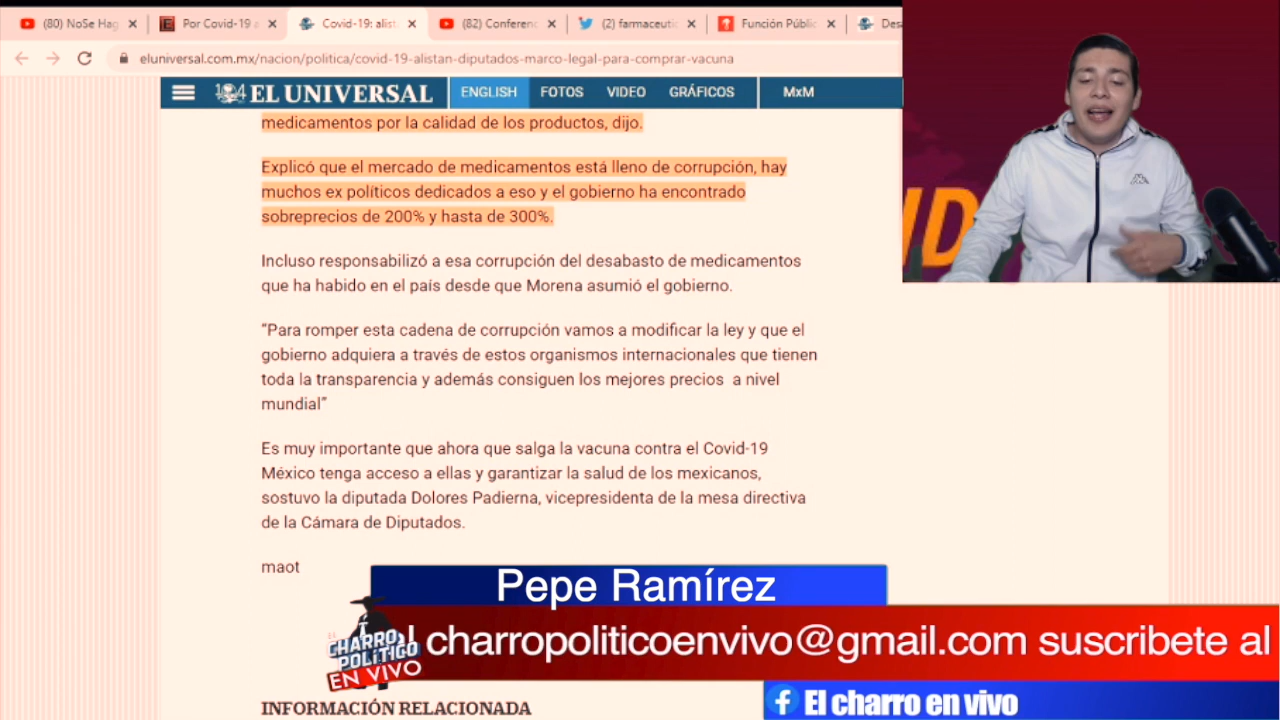 (80) NoSe Hag
Por Covid-19 a
Covid-19: alist
(82) Conferen
(2) farmaceutic
Función Públic
Des
eluniversal.com.mx/nacion/politica/covid-19-alistan-diputados-marco-legal-para-comprar-vacuna
104 EL UNIVERSAL ENGLISH FOTOS VIDEO GRÁFICOS MxM
medicamentos por la calidad de los productos, dijo.
Explicó que el mercado de medicamentos está lleno de corrupción, hay
muchos ex políticos dedicados a eso y el gobierno ha encontrado
sobreprecios de 200% y hasta de 300%.
Incluso responsabilizó a esa corrupción del desabasto de medicamentos
que ha habido en el país desde que Morena asumió el gobierno.
“Para romper esta cadena de corrupción vamos a modificar la ley y que el
gobierno adquiera a través de estos organismos internacionales que tienen
toda la transparencia y además consiguen los mejores precios a nivel
mundial”
Es muy importante que ahora que salga la vacuna contra el Covid-19
México tenga acceso a ellas y garantizar la salud de los mexicanos,
sostuvo la diputada Dolores Padierna, vicepresidenta de la mesa directiva
de la Cámara de Diputados.
maot
Pepe Ramírez
CHARRO
POLÍTICO
EN VIVO
charropoliticoenvivo@gmail.com suscribete al
El charro en vivo
INFORMACIÓN RELACIONADA